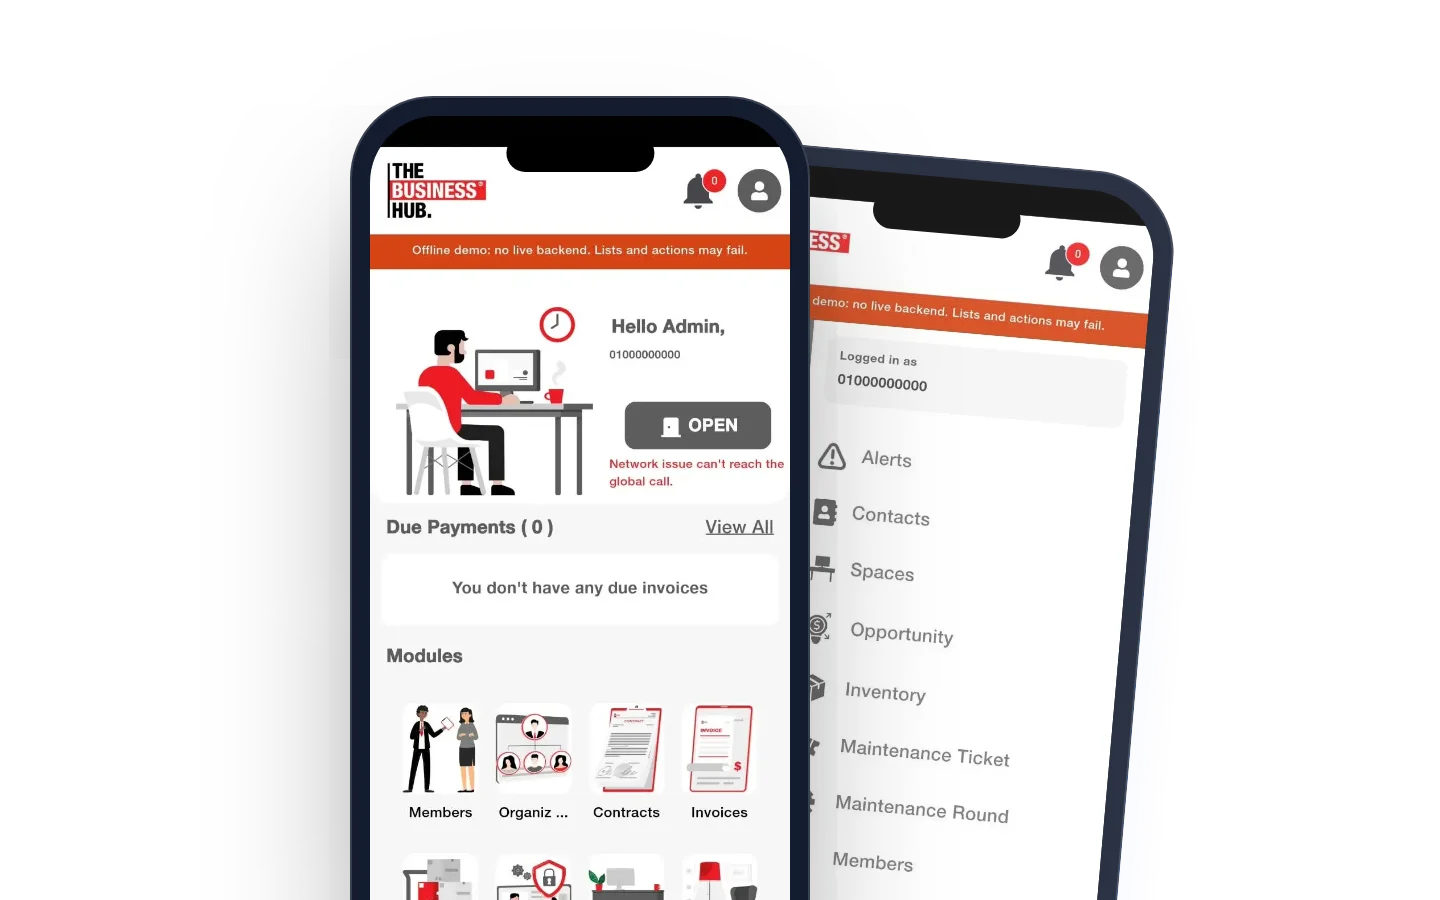 THE
BUSINESS
HUB.
0
Offline demo: no live backend. Lists and actions may fail.
Hello Admin,
01000000000
OPEN
Network issue can't reach the
global call.
Due Payments ( 0 )
View All
You don't have any due invoices
Modules
CONTRACT
INVOICE
$
Members
Organiz ...
Contracts
Invoices
ESS
0
demo: no live backend. Lists and actions may fail.
Logged in as
01000000000
Alerts
Contacts
Spaces
Opportunity
Inventory
Maintenance Ticket
Maintenance Round
Members